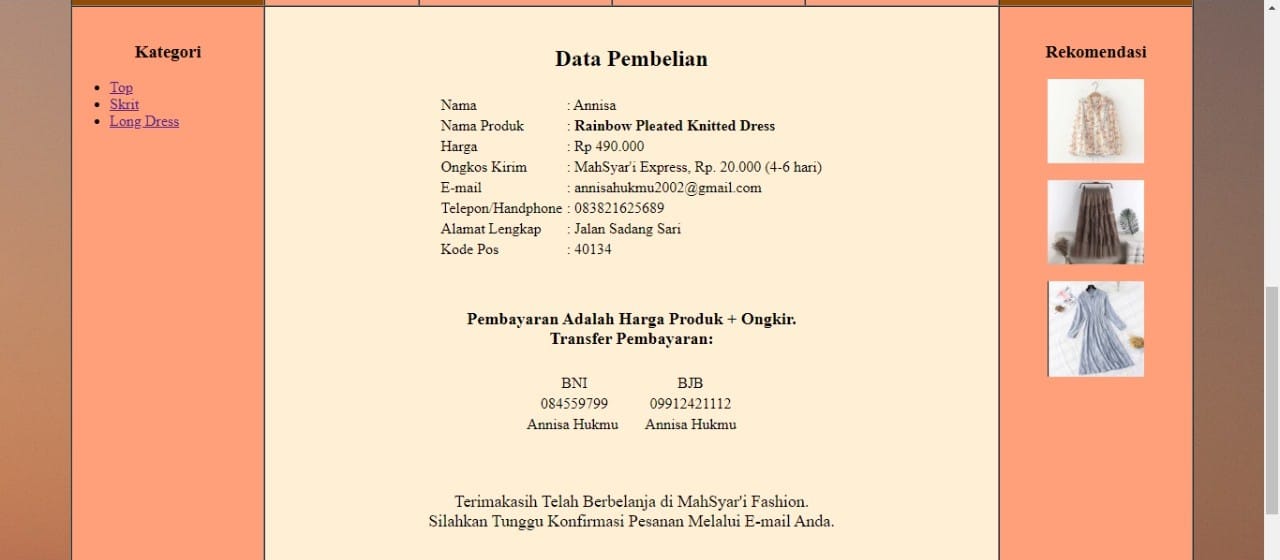 Kategori
Top
Skrit
Long Dress
Data Pembelian
Nama : Annisa
Nama Produk : Rainbow Pleated Knitted Dress
Harga : Rp 490.000
Ongkos Kirim : MahSyar'i Express, Rp. 20.000 (4-6 hari)
E-mail : annisahukmu2002@gmail.com
Telepon/Handphone : 083821625689
Alamat Lengkap : Jalan Sadang Sari
Kode Pos : 40134
Pembayaran Adalah Harga Produk + Ongkir.
Transfer Pembayaran:
BNI BJB
084559799 09912421112
Annisa Hukmu Annisa Hukmu
Terimakasih Telah Berbelanja di MahSyar'i Fashion.
Silahkan Tunggu Konfirmasi Pesanan Melalui E-mail Anda.
Rekomendasi